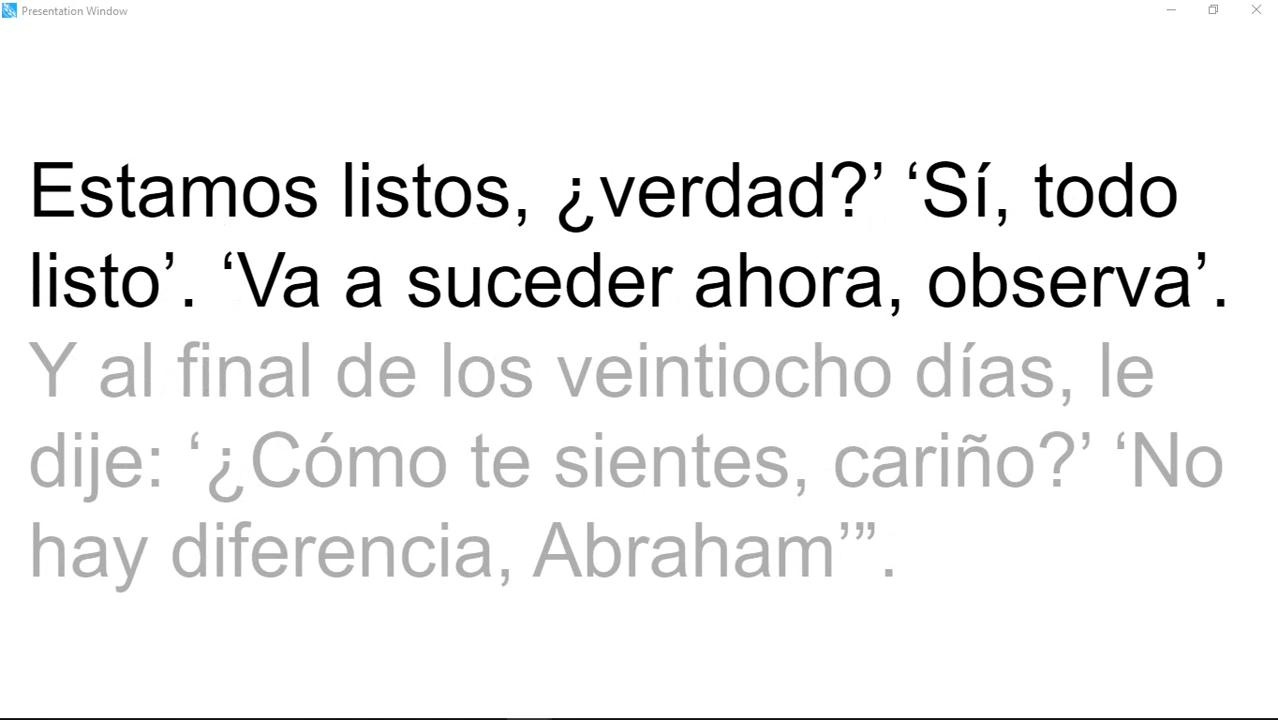 Presentation Window
Estamos listos, ¿verdad?’ ‘Sí, todo
listo’. ‘Va a suceder ahora, observa’.
Y al final de los veintiocho días, le
dije: ‘¿Cómo te sientes, cariño?’ ‘No
hay diferencia, Abraham’”.